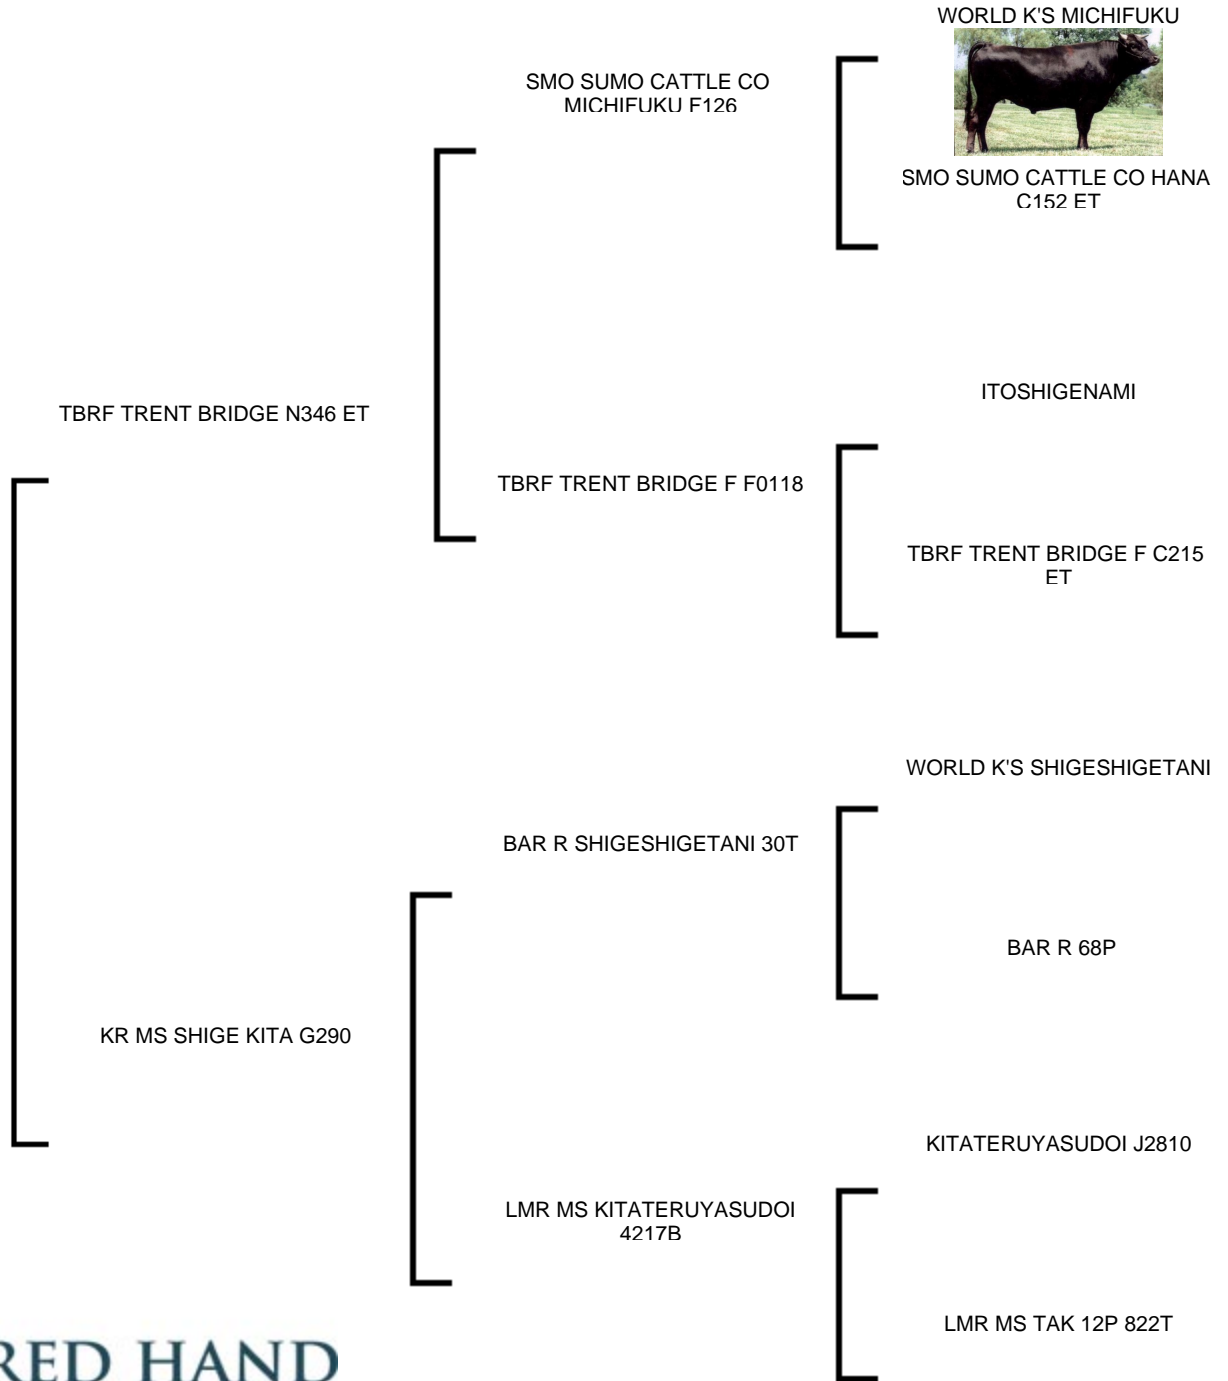 WORLD K'S MICHIFUKU
SMO SUMO CATTLE CO
MICHIFUKU F126
SMO SUMO CATTLE CO HANA
C152 ET
ITOSHIGENAMI
TBRF TRENT BRIDGE N346 ET
TBRF TRENT BRIDGE F F0118
TBRF TRENT BRIDGE F C215
ET
WORLD K'S SHIGESHIGETANI
BAR R SHIGESHIGETANI 30T
BAR R 68P
KR MS SHIGE KITA G290
KITATERUYASUDOI J2810
LMR MS KITATERUYASUDOI
4217B
LMR MS TAK 12P 822T
RED HAND